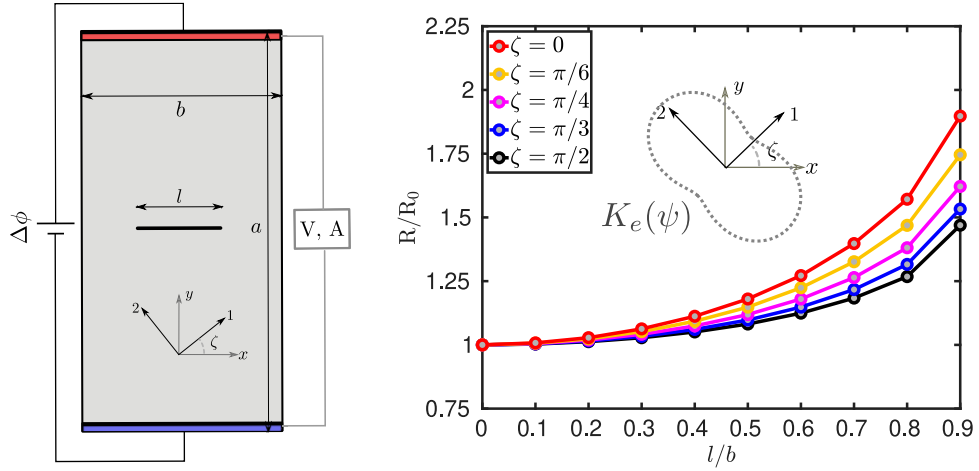 b
Δϕ
l
a
V, A
2
y
1
ζ
x
R/R₀
2.25
2
1.75
1.5
1.25
1
0.75
ζ = 0
ζ = π/6
ζ = π/4
ζ = π/3
ζ = π/2
y
2
1
ζ
x
Kₑ(ψ)
0 0.1 0.2 0.3 0.4 0.5 0.6 0.7 0.8 0.9
l/b